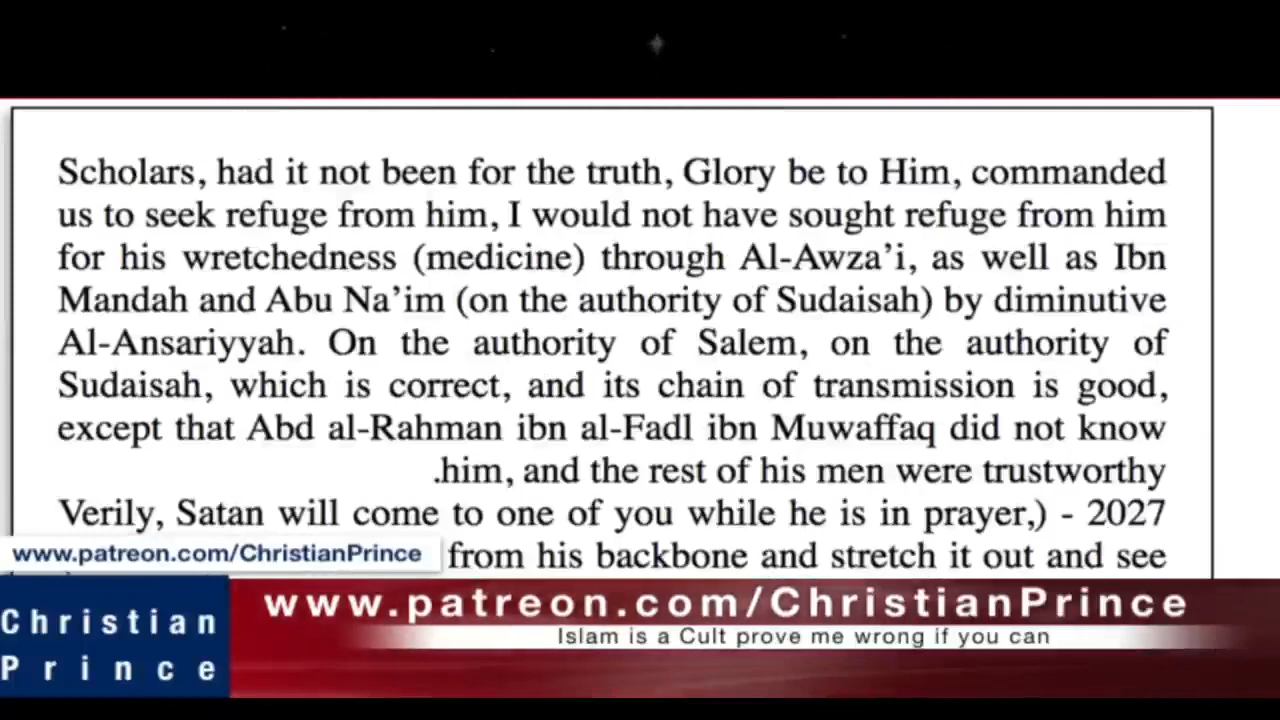 Scholars, had it not been for the truth, Glory be to Him, commanded
us to seek refuge from him, I would not have sought refuge from him
for his wretchedness (medicine) through Al-Awza'i, as well as Ibn
Mandah and Abu Na'im (on the authority of Sudaisah) by diminutive
Al-Ansariyyah. On the authority of Salem, on the authority of
Sudaisah, which is correct, and its chain of transmission is good,
except that Abd al-Rahman ibn al-Fadl ibn Muwaffaq did not know
.him, and the rest of his men were trustworthy
Verily, Satan will come to one of you while he is in prayer,) - 2027
from his backbone and stretch it out and see
www.patreon.com/ChristianPrince
www.patreon.com/ChristianPrince
Islam is a Cult prove me wrong if you can
Christian
Prince